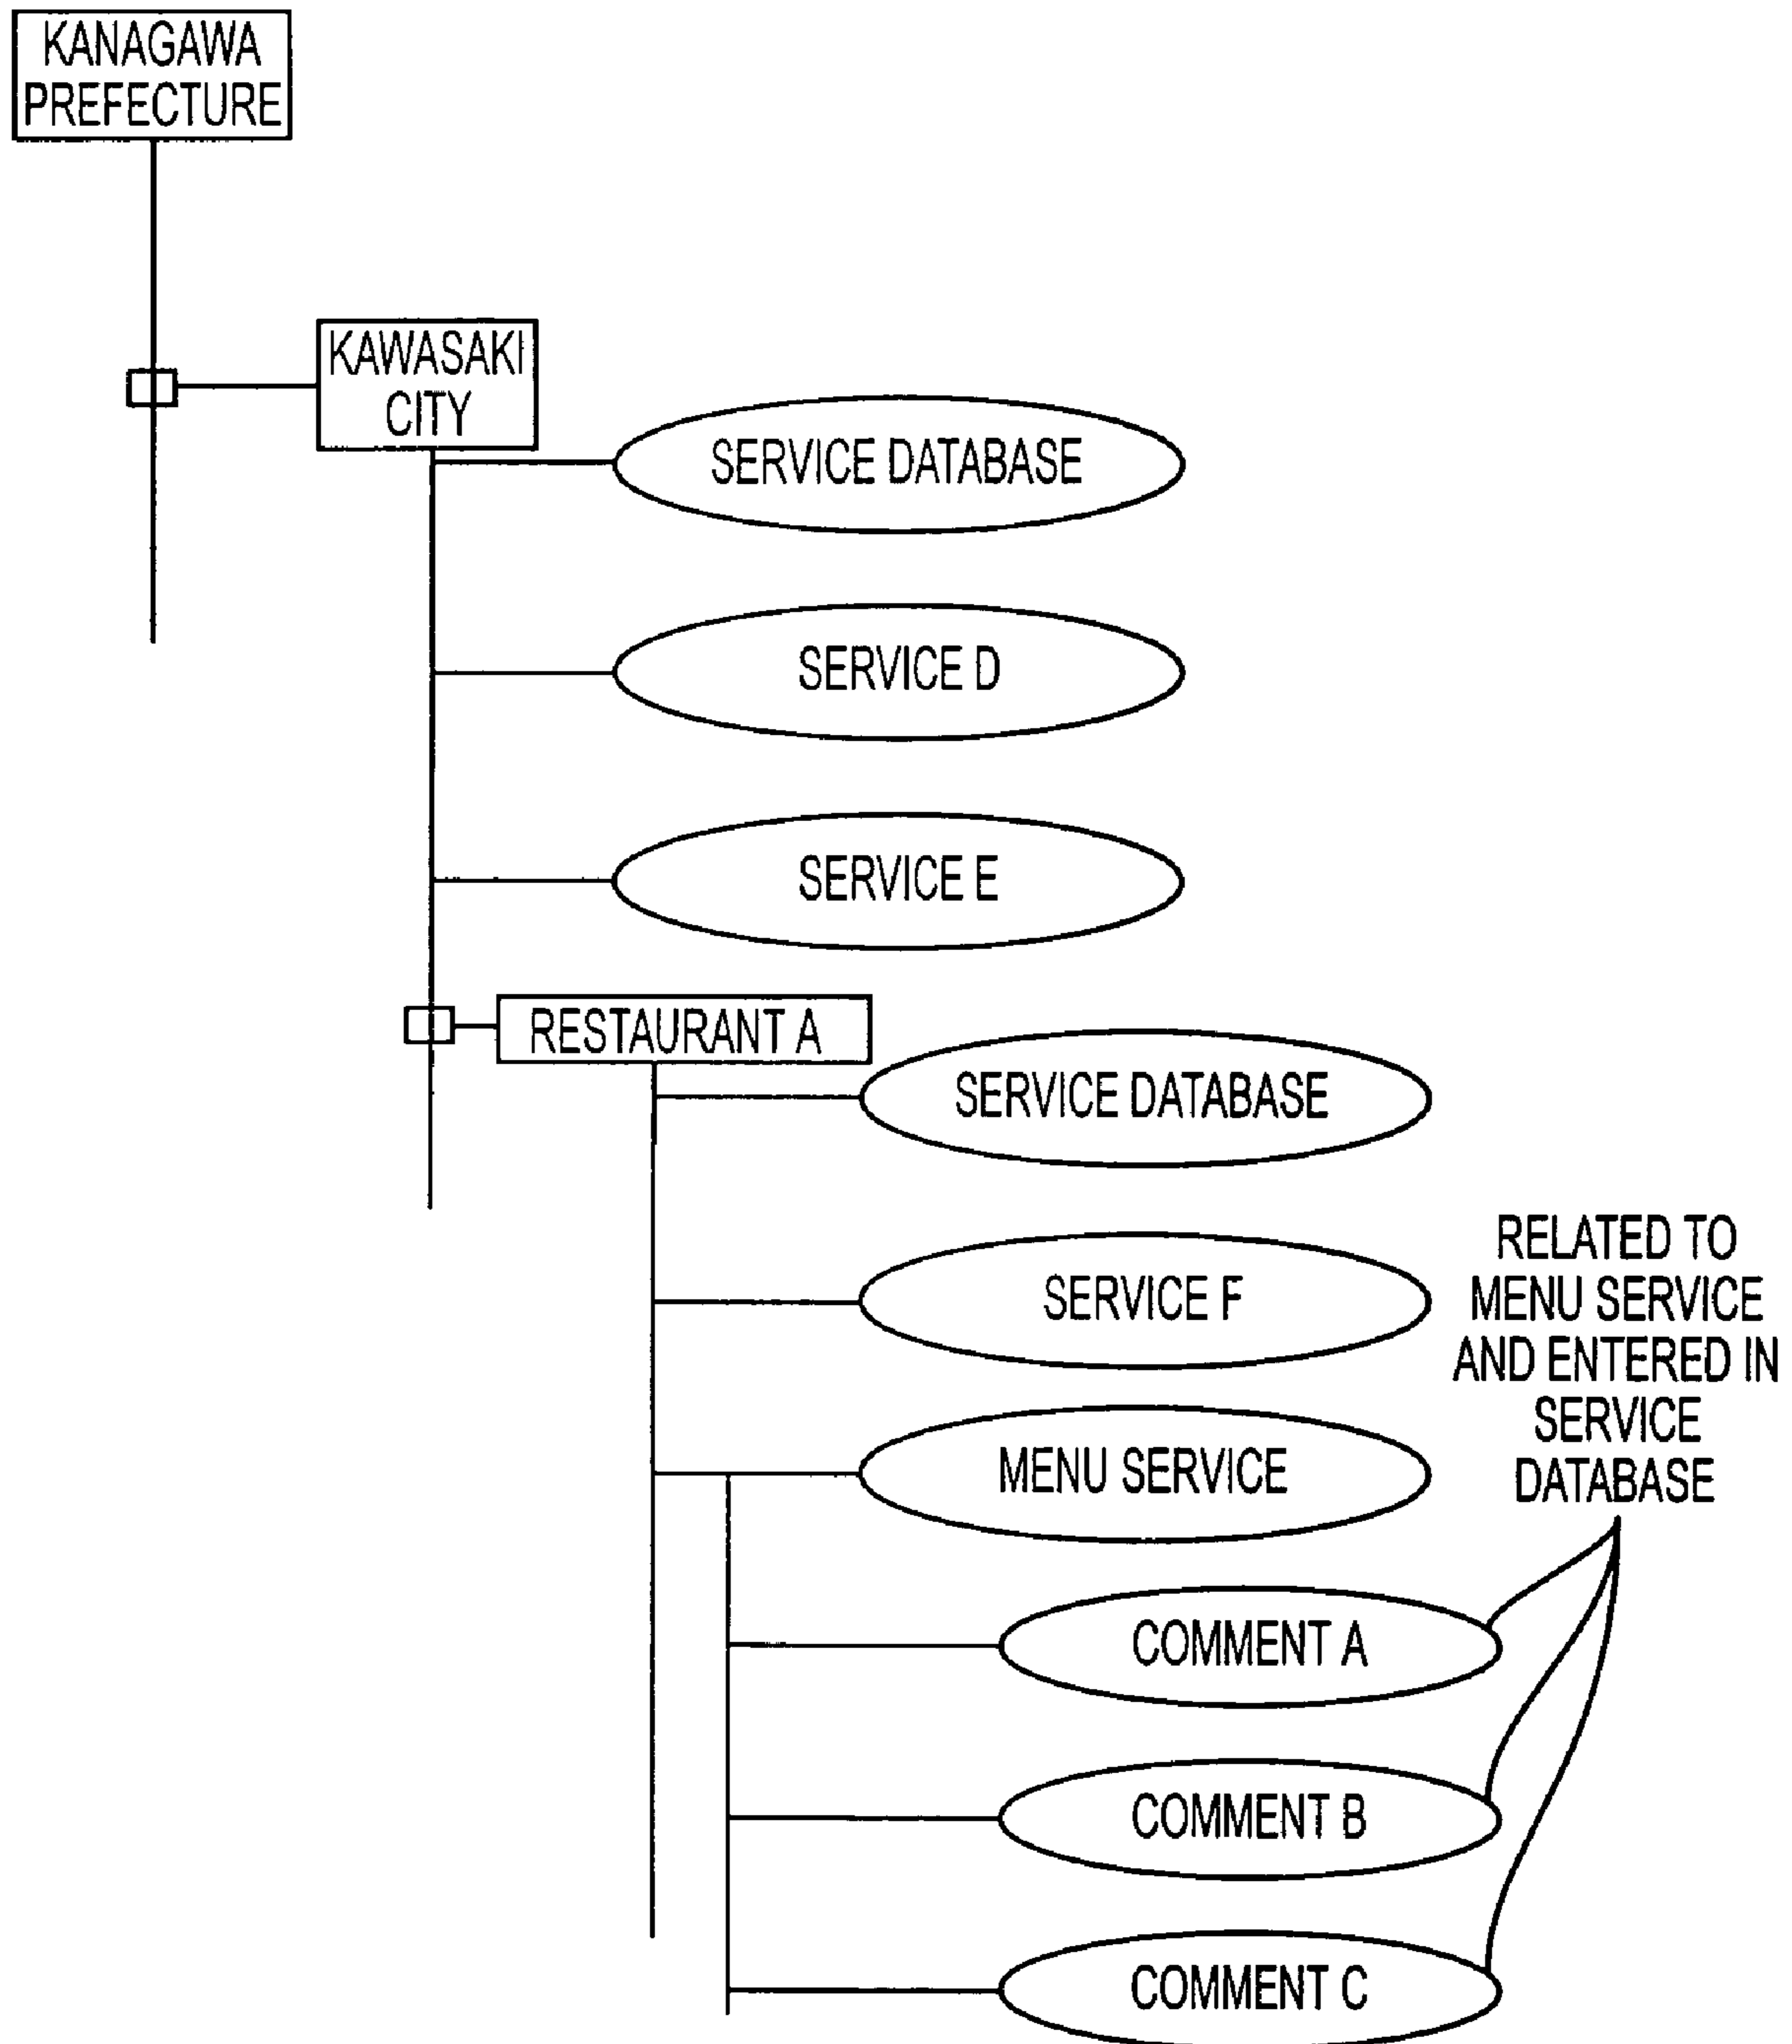 KANAGAWA
PREFECTURE
KAWASAKI
CITY
SERVICE DATABASE
SERVICE D
SERVICE E
RESTAURANT A
SERVICE DATABASE
SERVICE F
RELATED TO
MENU SERVICE
AND ENTERED IN
SERVICE
DATABASE
MENU SERVICE
COMMENT A
COMMENT B
COMMENT C